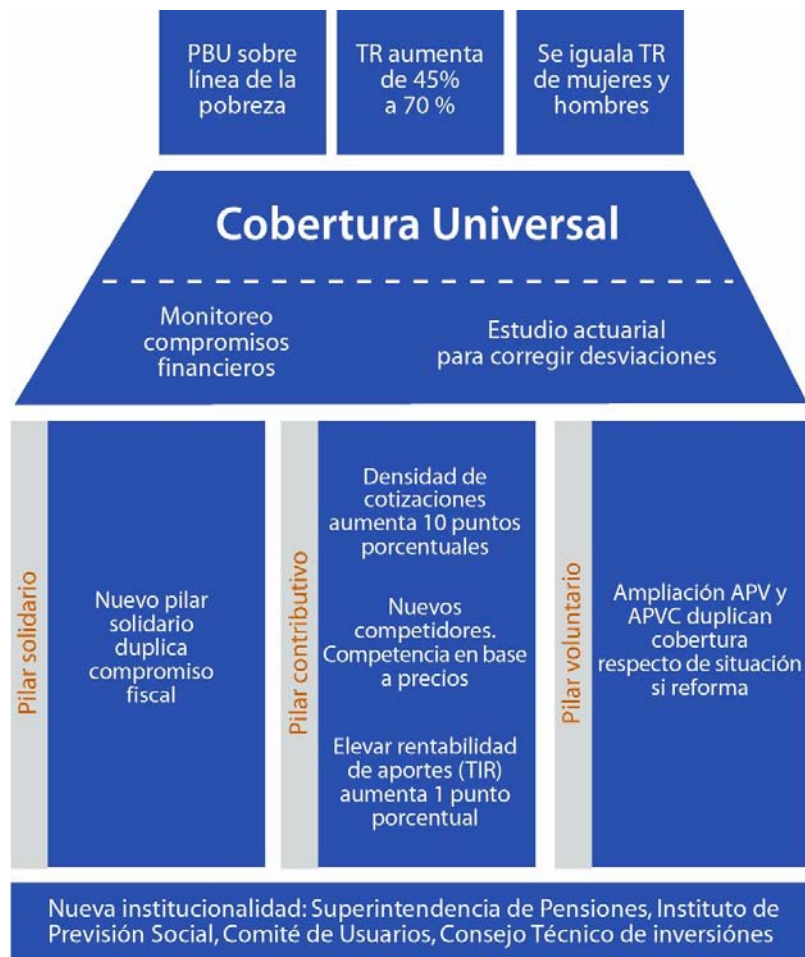 PBU sobre
línea de la
pobreza
TR aumenta
de 45%
a 70 %
Se iguala TR
de mujeres y
hombres
Cobertura Universal
Monitoreo
compromisos
financieros
Estudio actuarial
para corregir desviaciones
Pilar solidario
Nuevo pilar
solidario
duplica
compromiso
fiscal
Pilar contributivo
Densidad de
cotizaciones
aumenta 10 puntos
porcentuales
Nuevos
competidores.
Competencia en base
a precios
Elevar rentabilidad
de aportes (TIR)
aumenta 1 punto
porcentual
Pilar voluntario
Ampliación APV y
APVC duplican
cobertura
respecto de situación
si reforma
Nueva institucionalidad: Superintendencia de Pensiones, Instituto de
Previsión Social, Comité de Usuarios, Consejo Técnico de inversiónes